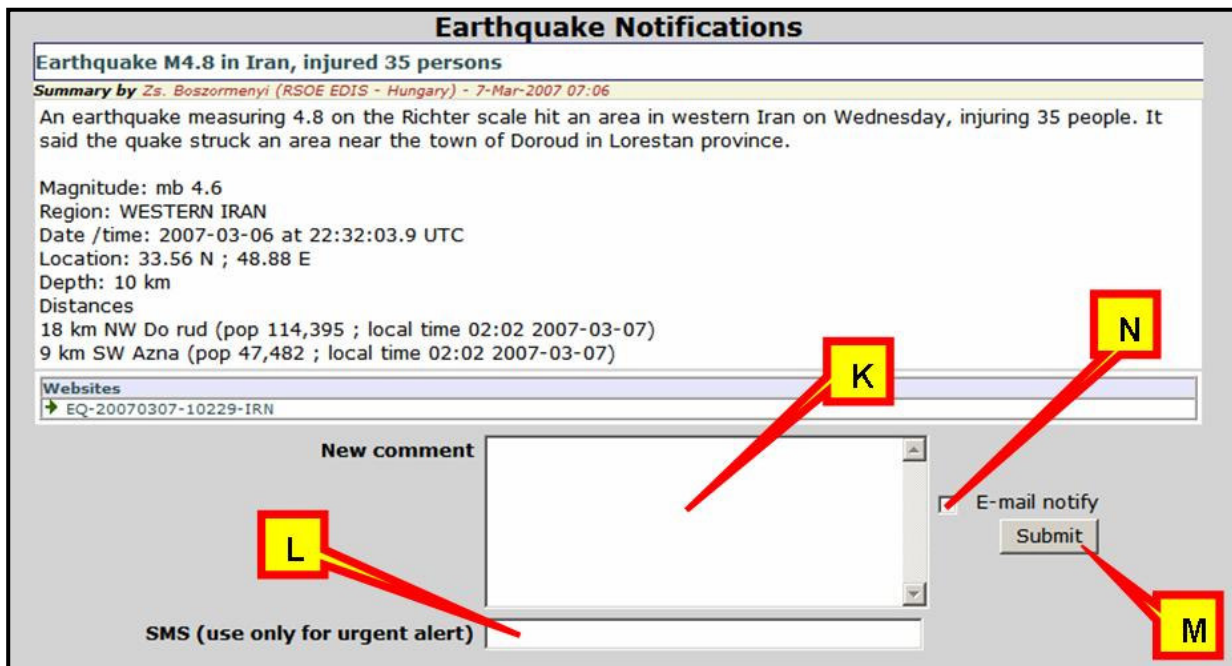 Earthquake Notifications
Earthquake M4.8 in Iran, injured 35 persons
Summary by Zs. Boszormenyi (RSOE EDIS - Hungary) - 7-Mar-2007 07:06
An earthquake measuring 4.8 on the Richter scale hit an area in western Iran on Wednesday, injuring 35 people. It
said the quake struck an area near the town of Doroud in Lorestan province.
Magnitude: mb 4.6
Region: WESTERN IRAN
Date /time: 2007-03-06 at 22:32:03.9 UTC
Location: 33.56 N ; 48.88 E
Depth: 10 km
Distances
18 km NW Do rud (pop 114,395 ; local time 02:02 2007-03-07)
9 km SW Azna (pop 47,482 ; local time 02:02 2007-03-07)
N
K
Websites
EQ-20070307-10229-IRN
New comment
E-mail notify
Submit
L
SMS (use only for urgent alert)
M